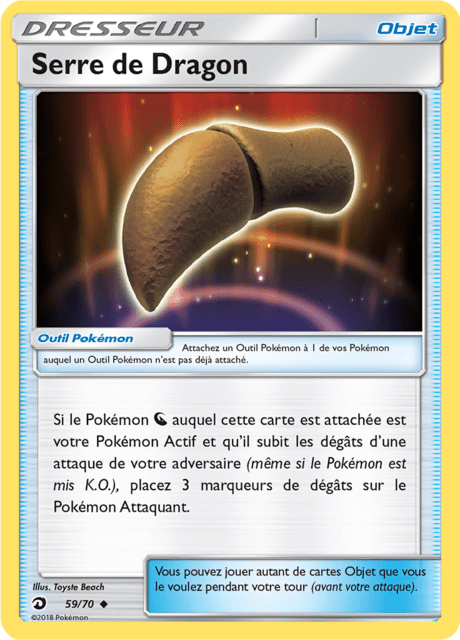 DRESSEUR Objet
Serre de Dragon
Outil Pokémon
Attachez un Outil Pokémon à 1 de vos Pokémon
auquel un Outil Pokémon n'est pas déjà attaché.
Si le Pokémon auquel cette carte est attachée est
votre Pokémon Actif et qu'il subit les dégâts d'une
attaque de votre adversaire (même si le Pokémon est
mis K.O.), placez 3 marqueurs de dégâts sur le
Pokémon Attaquant.
Vous pouvez jouer autant de cartes Objet que vous
le voulez pendant votre tour (avant votre attaque).
Illus. Toyste Beach
59/70
©2018 Pokémon